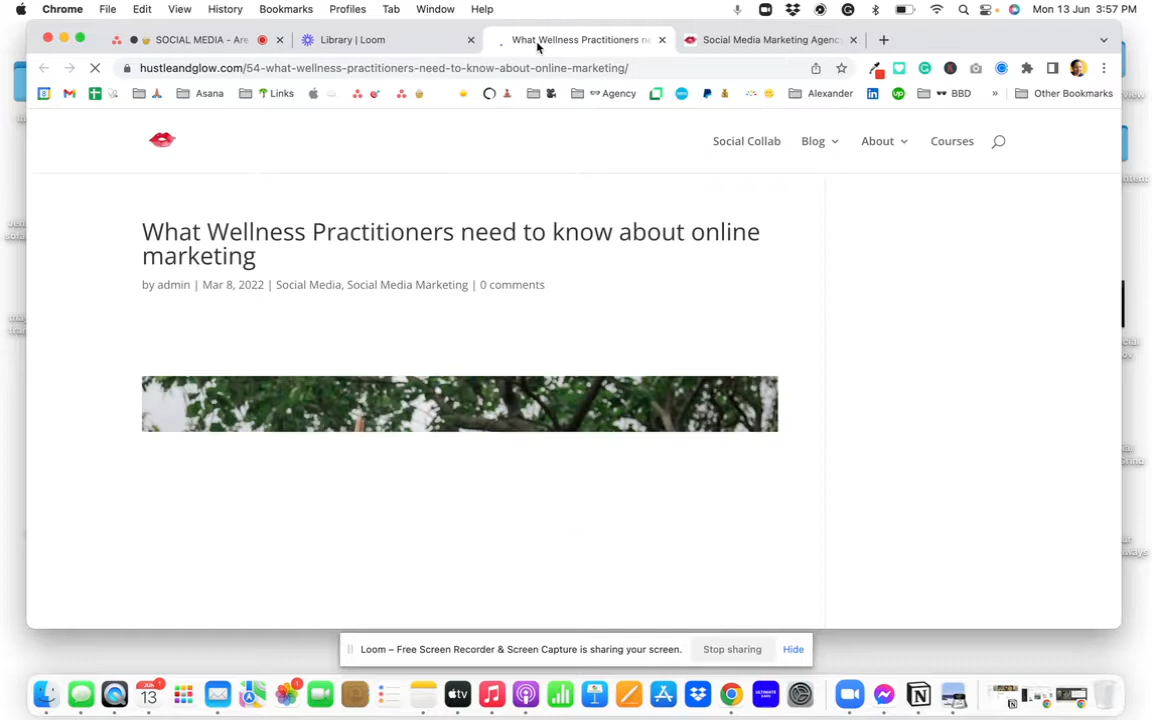 Chrome File Edit View History Bookmarks Profiles Tab Window Help Mon 13 Jun 3:57 PM
SOCIAL MEDIA - Are Library | Loom What Wellness Practitioners ne Social Media Marketing Agency
hustleandglow.com/54-what-wellness-practitioners-need-to-know-about-online-marketing/
Asana Links Agency Alexander BBD » Other Bookmarks
Social Collab Blog About Courses
What Wellness Practitioners need to know about online
marketing
by admin | Mar 8, 2022 | Social Media, Social Media Marketing | 0 comments
Loom – Free Screen Recorder & Screen Capture is sharing your screen. Stop sharing Hide
JUN
13
tv